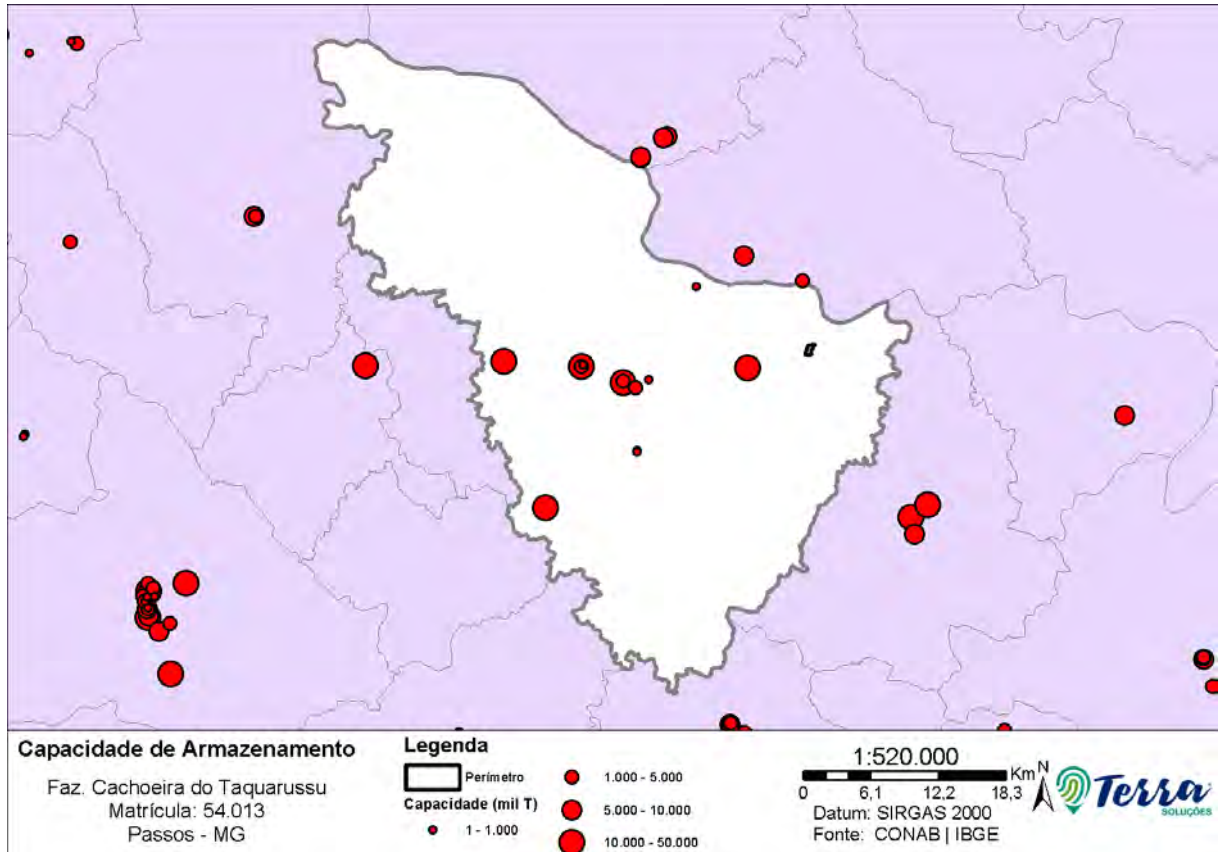 Capacidade de Armazenamento
Faz. Cachoeira do Taquarussu
Matrícula: 54.013
Passos - MG
Legenda
Perímetro
Capacidade (mil T)
1 - 1.000
1.000 - 5.000
5.000 - 10.000
10.000 - 50.000
1:520.000
Km
0 6,1 12,2 18,3
N
Datum: SIRGAS 2000
Fonte: CONAB | IBGE
Terra
SOLUÇÕES